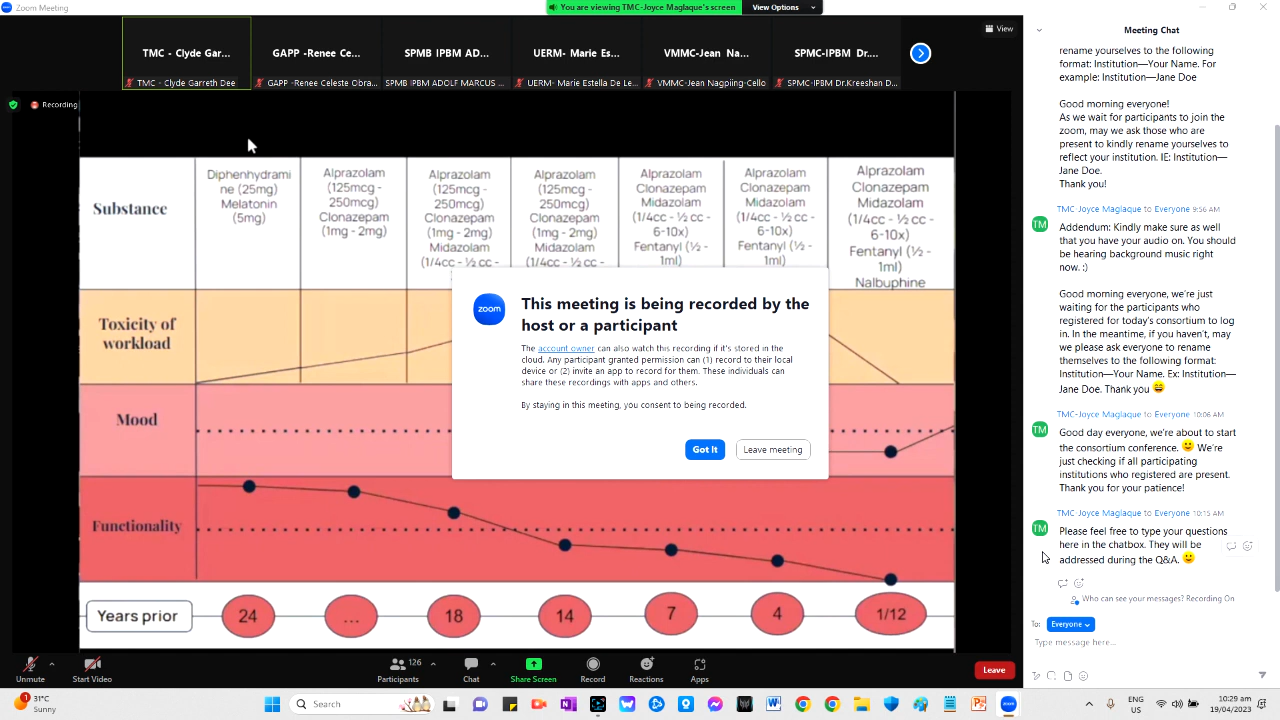 Zoom Meeting
You are viewing TMC-Joyce Maglaque's screen
View Options
View
TMC - Clyde Gar...
GAPP -Renee Ce...
SPMB IPBM AD...
UERM- Marie Es...
VMMC-Jean Na...
SPMC-IPBM Dr....
TMC - Clyde Garreth Dee
GAPP -Renee Celeste Obra...
SPMB IPBM ADOLF MARCUS ...
UERM- Marie Estella De Le...
VMMC-Jean Nagpiing-Cello
SPMC-IPBM Dr.Kreeshan D...
Recording
Substance
Diphenhydrami
ne (25mg)
Melatonin
(5mg)
Alprazolam
(125mcg -
250mcg)
Clonazepam
(1mg - 2mg)
Alprazolam
(125mcg -
250mcg)
Clonazepam
(1mg - 2mg)
Midazolam
(1/4cc - ½ cc -
Alprazolam
(125mcg -
250mcg)
Clonazepam
(1mg - 2mg)
Midazolam
(1/4cc - ½ cc -
Alprazolam
Clonazepam
Midazolam
(1/4cc - ½ cc -
6-10x)
Fentanyl (½ -
1ml)
Alprazolam
Clonazepam
Midazolam
(1/4cc - ½ cc -
6-10x)
Fentanyl (½ -
1ml)
Alprazolam
Clonazepam
Midazolam
(1/4cc - ½ cc -
6-10x)
Fentanyl (½ -
1ml)
Nalbuphine
Toxicity of
workload
Mood
Functionality
Years prior
24
...
18
14
7
4
1/12
zoom
This meeting is being recorded by the
host or a participant
The account owner can also watch this recording if it's stored in the
cloud. Any participant granted permission can (1) record to their local
device or (2) invite an app to record for them. These individuals can
share these recordings with apps and others.
By staying in this meeting, you consent to being recorded.
Got It
Leave meeting
Meeting Chat
rename yourselves to the following
format: Institution—Your Name. For
example: Institution—Jane Doe
Good morning everyone!
As we wait for participants to join the
zoom, may we ask those who are
present to kindly rename yourselves to
reflect your institution. IE: Institution—
Jane Doe.
Thank you!
TMC-Joyce Maglaque to Everyone 9:56 AM
TM
Addendum: Kindly make sure as well
that you have your audio on. You should
be hearing background music right
now. :)
Good morning everyone, we're just
waiting for the participants who
registered for today's consortium to log
in. In the meantime, if you haven't, may
we please ask everyone to rename
themselves to the following format:
Institution—Your Name. Ex: Institution—
Jane Doe. Thank you 😄
TMC-Joyce Maglaque to Everyone 10:06 AM
TM
Good day everyone, we're about to start
the consortium conference. 🙂 We're
just checking if all participating
institutions who registered are present.
Thank you for your patience!
TMC-Joyce Maglaque to Everyone 10:15 AM
TM
Please feel free to type your questions
here in the chatbox. They will be
addressed during the Q&A. 🙂
Who can see your messages? Recording On
To: Everyone
Type message here...
Unmute
Start Video
126
Participants
Chat
Share Screen
Record
Reactions
Apps
Leave
1
31°C
Sunny
Search
ENG
US
10:29 am
19/04/2023